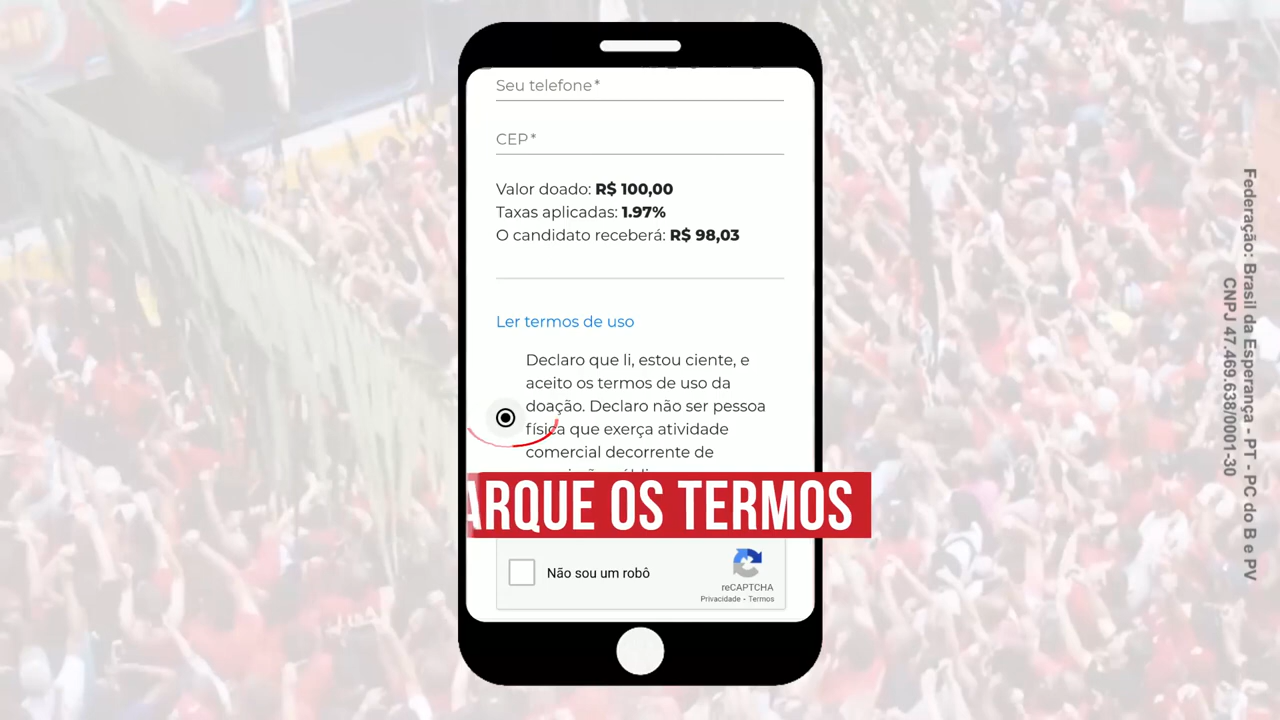 Seu telefone*
CEP*
Valor doado: R$ 100,00
Taxas aplicadas: 1.97%
O candidato receberá: R$ 98,03
Ler termos de uso
Declaro que li, estou ciente, e
aceito os termos de uso da
doação. Declaro não ser pessoa
física que exerça atividade
comercial decorrente de
ARQUE OS TERMOS
Não sou um robô
reCAPTCHA
Privacidade - Termos
Federação: Brasil da Esperança - PT - PC do B e PV
CNPJ 47.469.638/0001-30